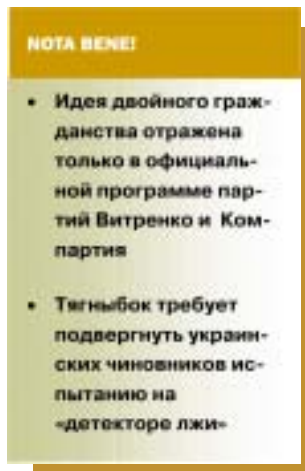 NOTA BENE!
• Идея двойного граж-
данства отражена
только в официаль-
ной программе пар-
тий Витренко и Ком-
партия
• Тягныбок требует
подвергнуть украин-
ских чиновников ис-
пытанию на
«детекторе лжи»